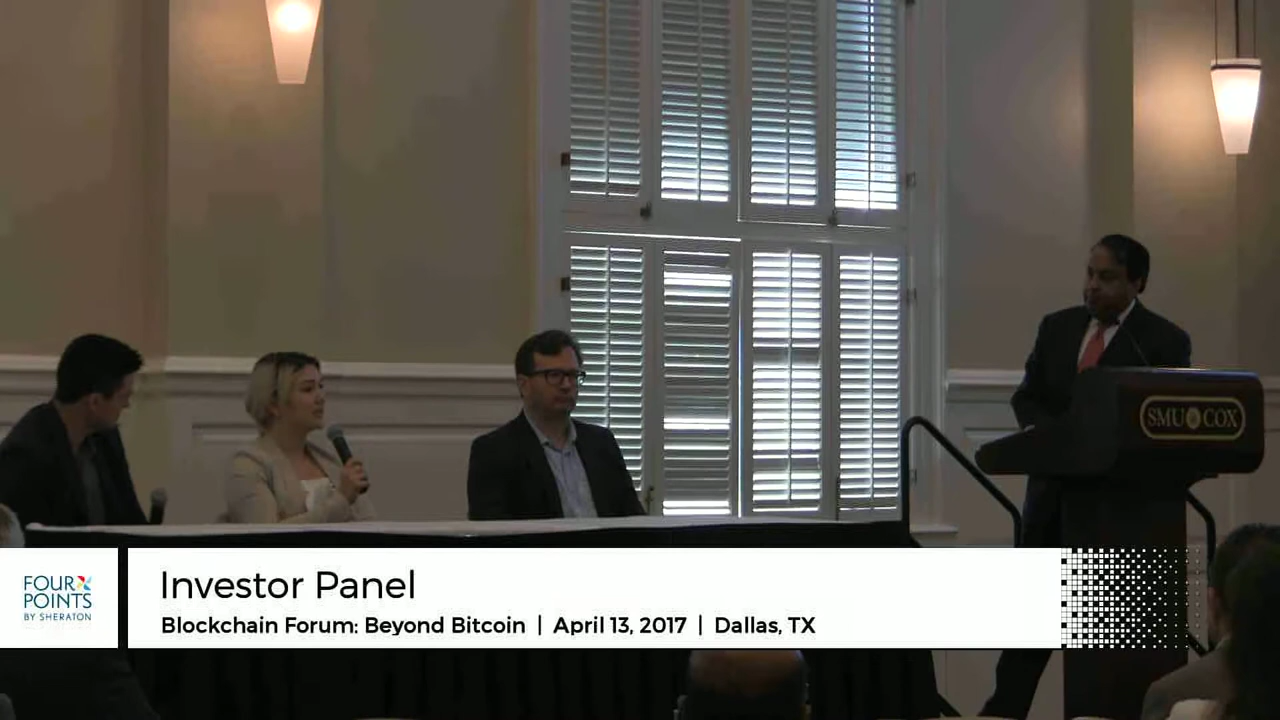 SMU COX
FOUR
POINTS
BY SHERATON
Investor Panel
Blockchain Forum: Beyond Bitcoin | April 13, 2017 | Dallas, TX